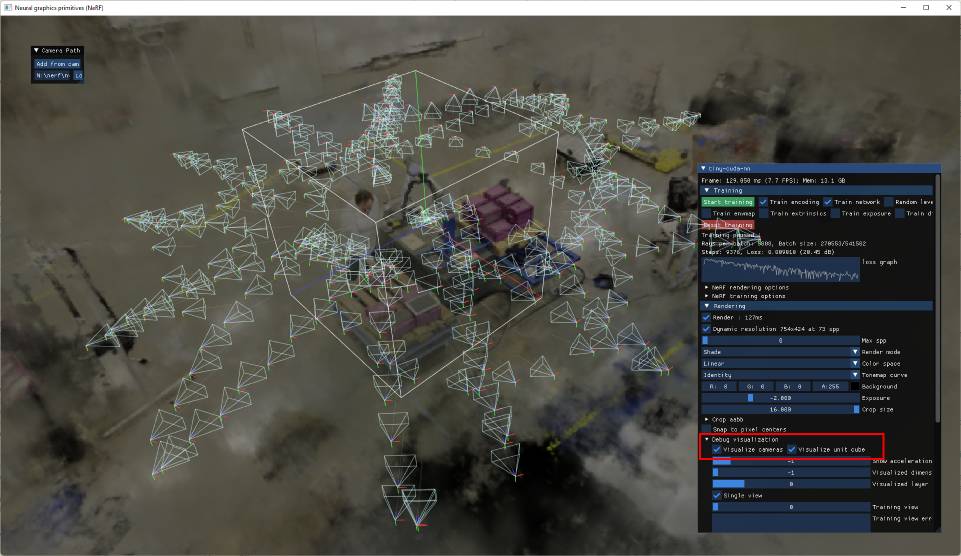 Neural graphics primitives (NeRF)
Camera Path
Add from cam
N:\nerf\n Lo
tiny-cuda-nn
Frame: 129.850 ms (7.7 FPS); Mem: 13.1 GB
Training
Start training Train encoding Train network Random leve
Train envmap Train extrinsics Train exposure Train di
Reset training
Training paused
Rays per batch: Batch size: 270553/541582
Steps: 9376, Loss: (20.45 dB)
loss graph
NeRF rendering options
NeRF training options
Rendering
Render : 127ms
Dynamic resolution 754x424 at 73 spp
0 Max spp
Shade Render mode
Linear Color space
Identity Tonemap curve
R: 0 G: 0 B: 0 A:255 Background
-2.000 Exposure
16.000 Crop size
Crop aabb
Snap to pixel centers
Debug visualization
Visualize cameras Visualize unit cube
-1 Show acceleration
-1 Visualized dimens
0 Visualized layer
Single view
0 Training view
Training view err